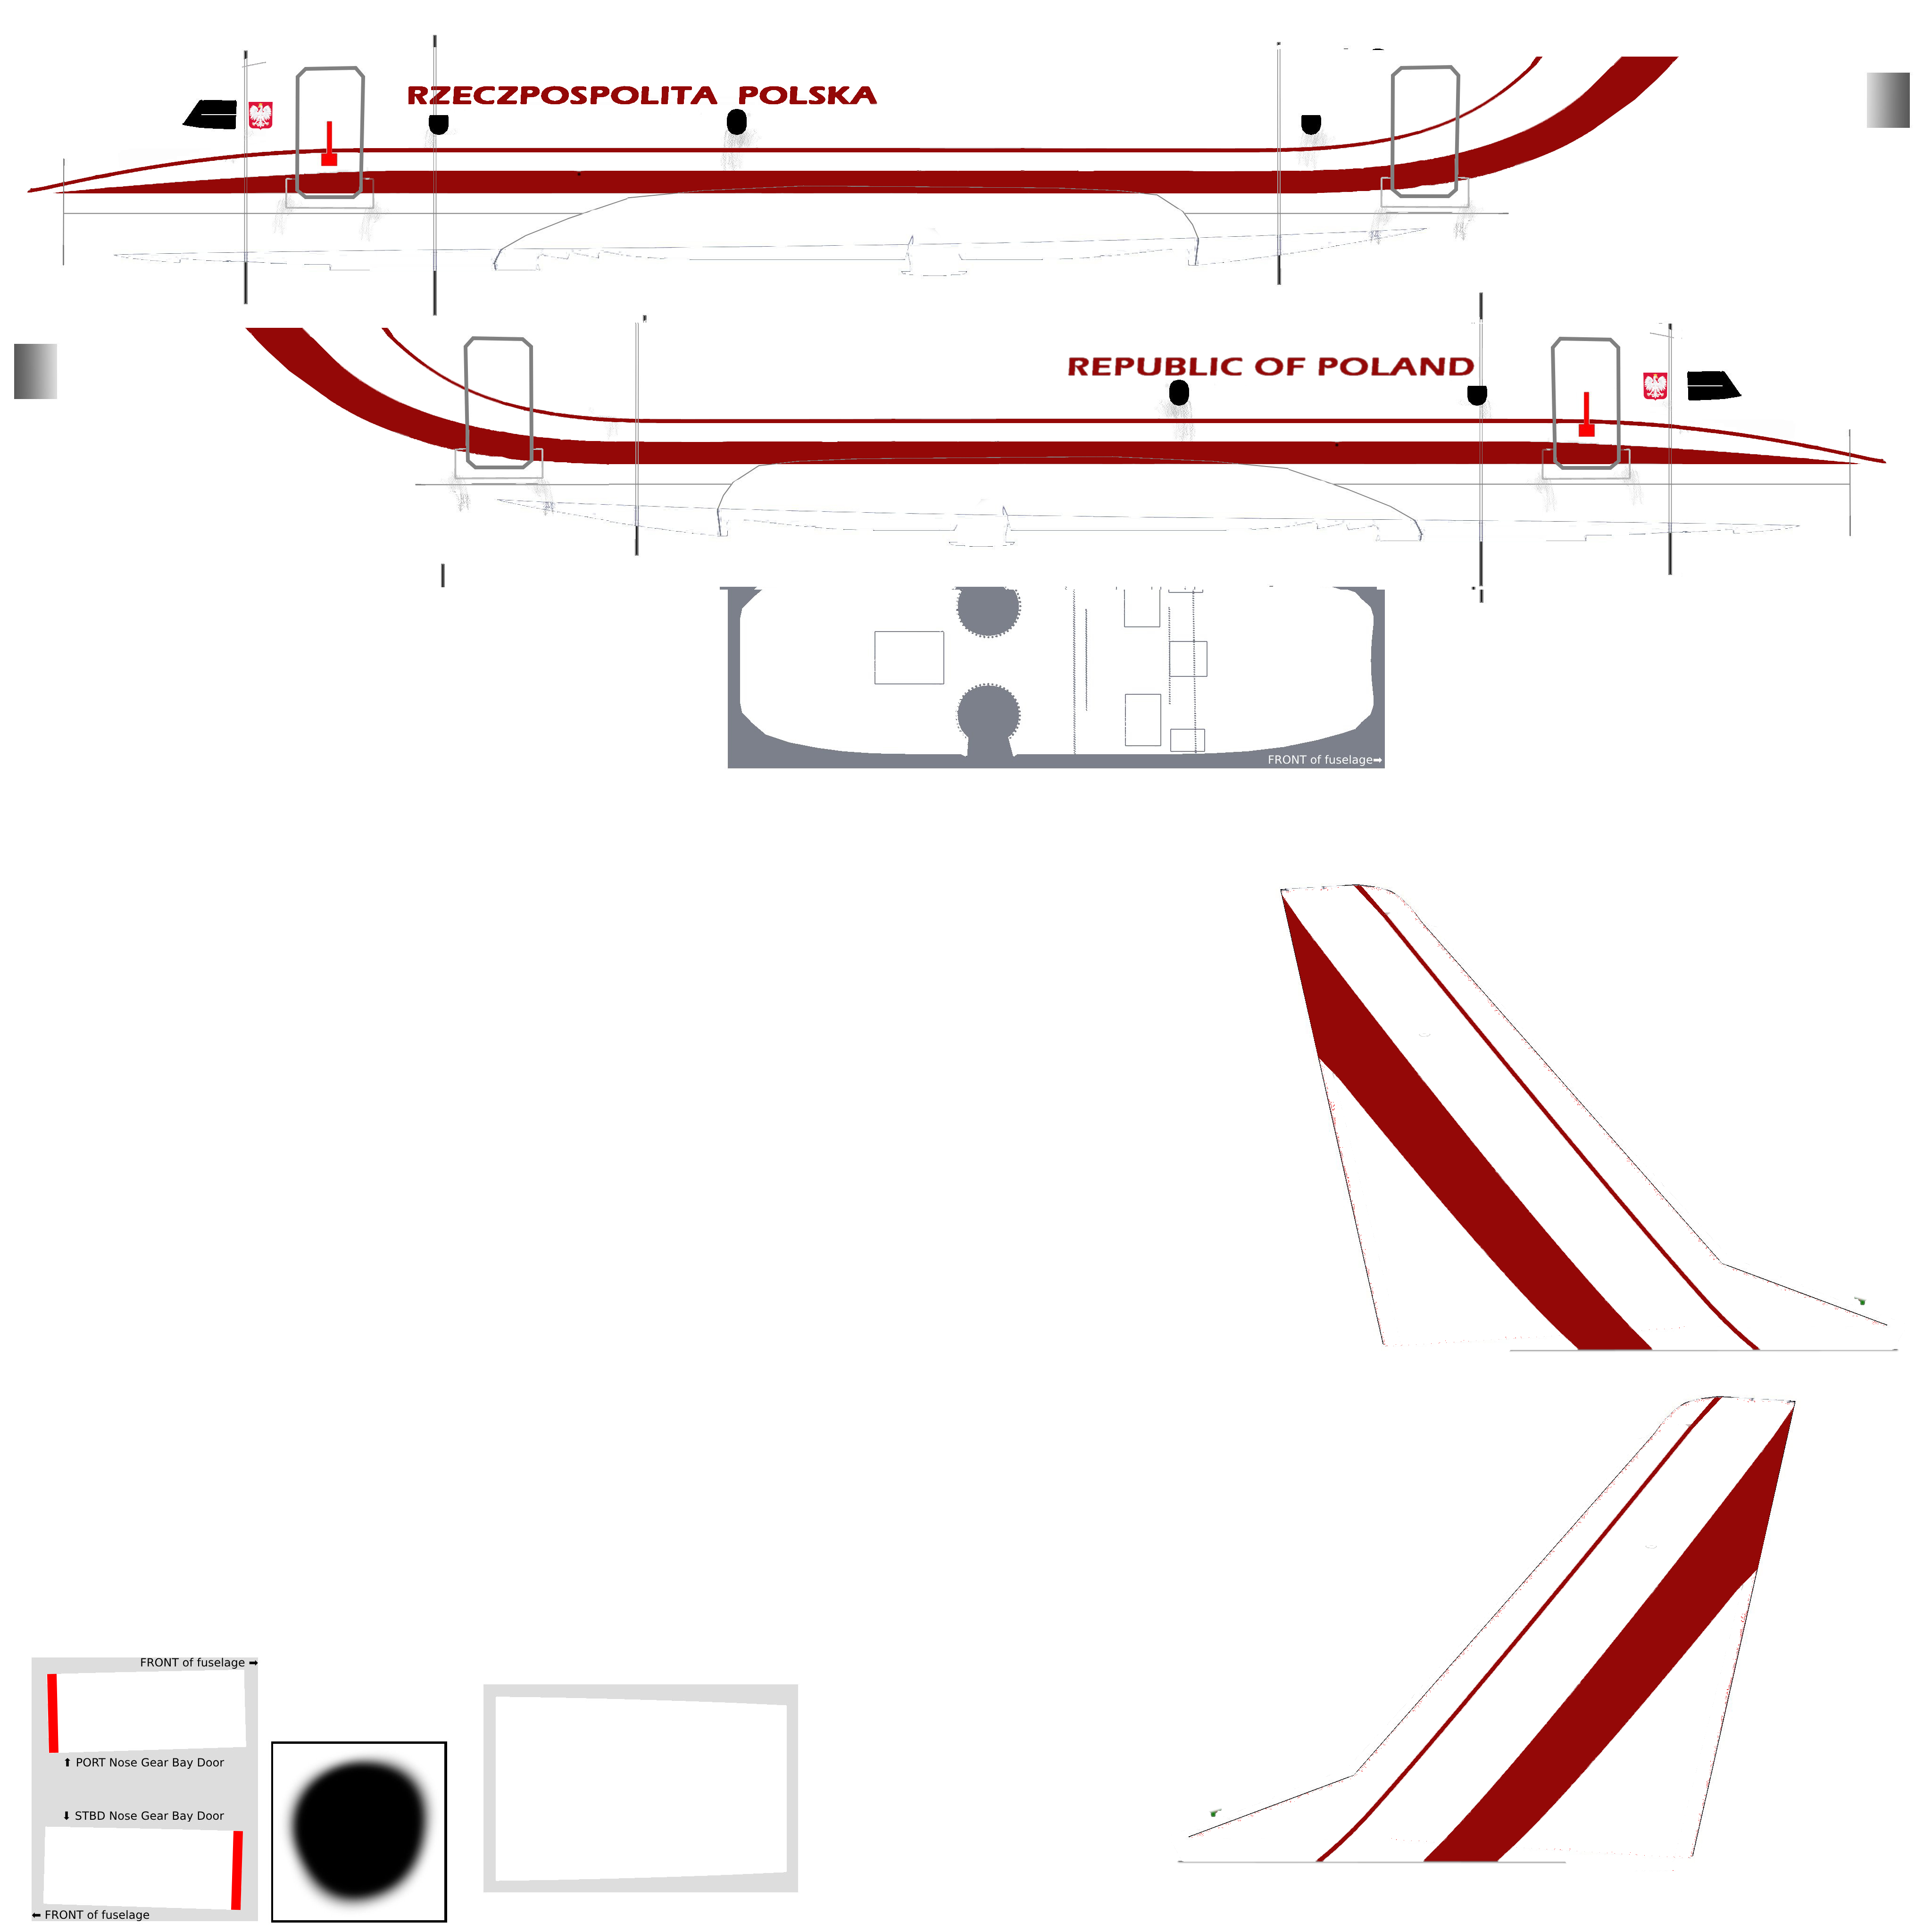 RZECZPOSPOLITA POLSKA
REPUBLIC OF POLAND
FRONT of fuselage➡
FRONT of fuselage ➡
⬆ PORT Nose Gear Bay Door
⬇ STBD Nose Gear Bay Door
⬅ FRONT of fuselage